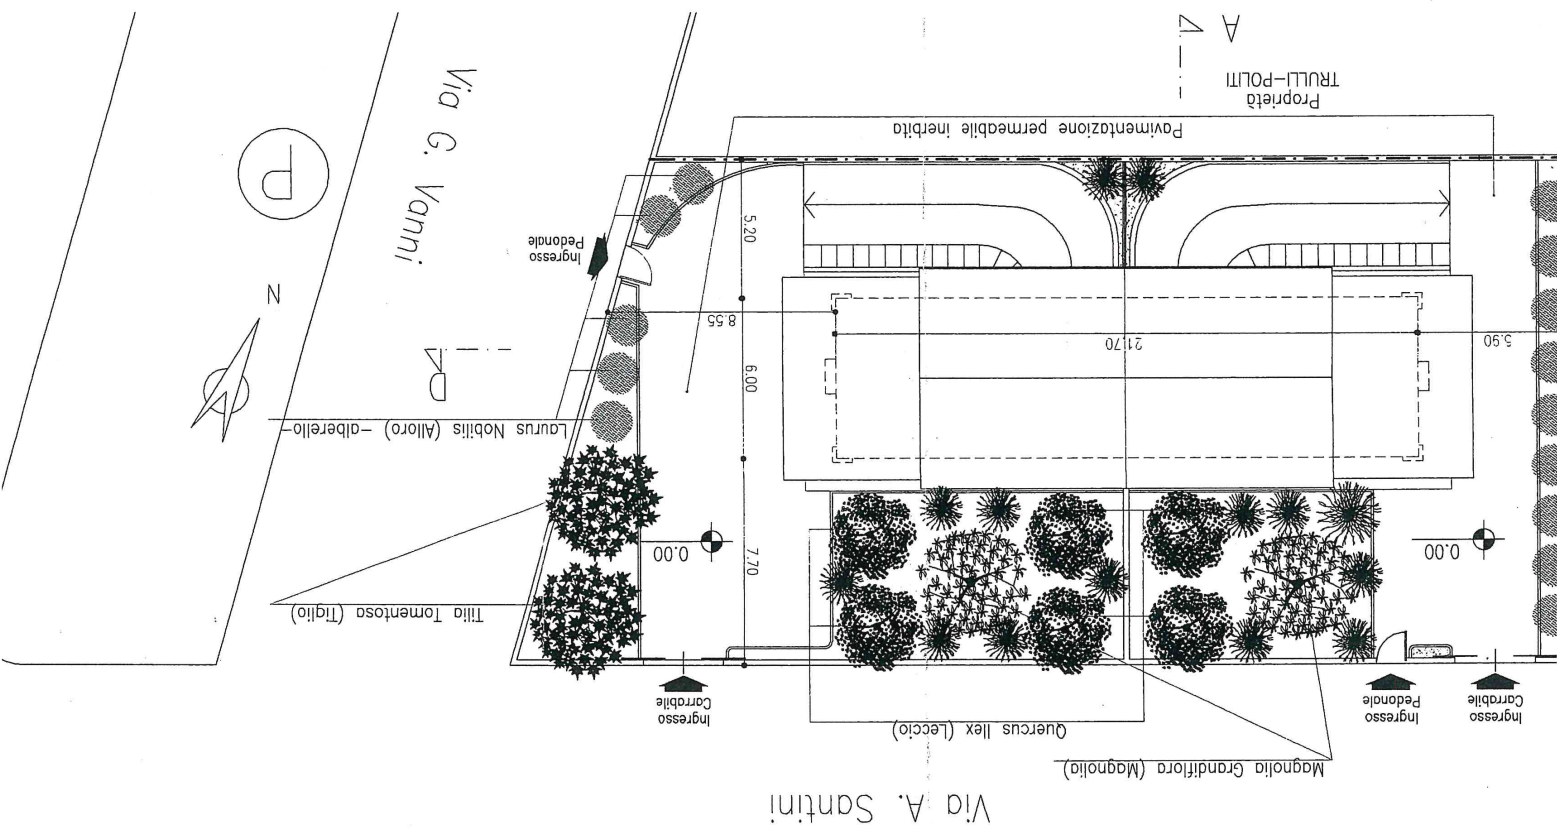 Via A. Santini
Magnolia Grandiflora (Magnolia)
Quercus Ilex (Leccio)
Ingresso
Carrabile
Ingresso
Pedonale
Ingresso
Carrabile
Tilia Tomentosa (Tiglio)
0.00
7.70
0.00
Laurus Nobilis (Alloro) -alberello-
6.00
5.90
21.70
8.55
N
Ingresso
Pedonale
5.20
Via G. Vanni
P
Pavimentazione permeabile inerbita
Proprietà
TRULLI-POLITI
A